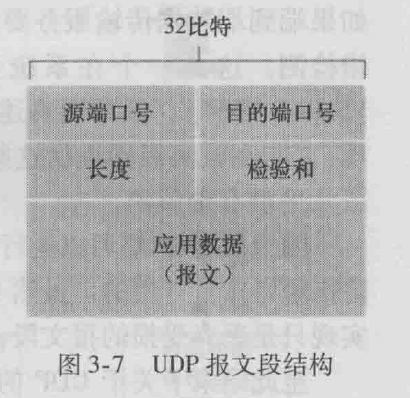 32比特
源端口号 目的端口号
长度 检验和
应用数据
（报文）
图 3-7 UDP 报文段结构